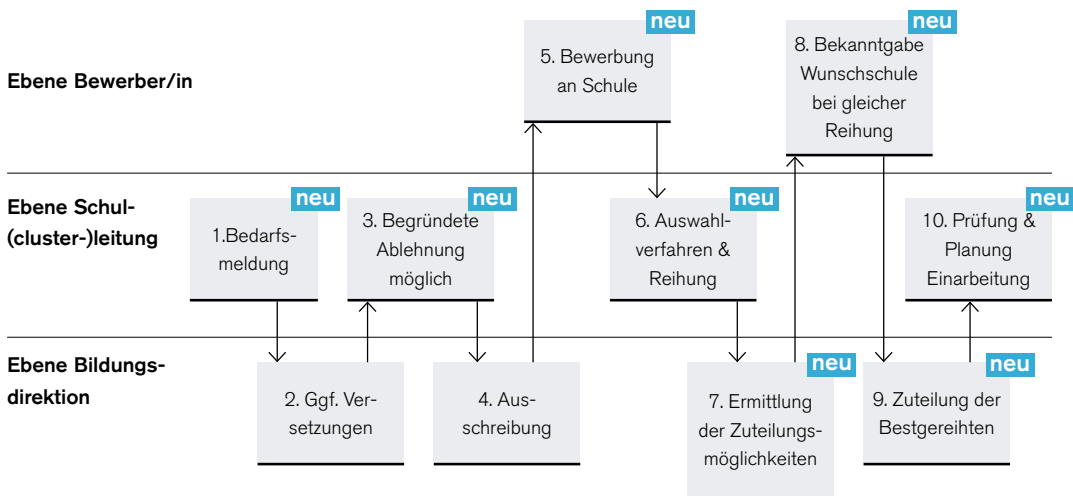 Ebene Bewerber/in
neu
5. Bewerbung
an Schule
neu
8. Bekanntgabe
Wunschschule
bei gleicher
Reihung
Ebene Schul-
(cluster-)leitung
neu
1.Bedarfs-
meldung
neu
3. Begründete
Ablehnung
möglich
neu
6. Auswahl-
verfahren &
Reihung
neu
10. Prüfung &
Planung
Einarbeitung
Ebene Bildungs-
direktion
2. Ggf. Ver-
setzungen
4. Aus-
schreibung
neu
7. Ermittlung
der Zuteilungs-
möglichkeiten
neu
9. Zuteilung der
Bestgereihten